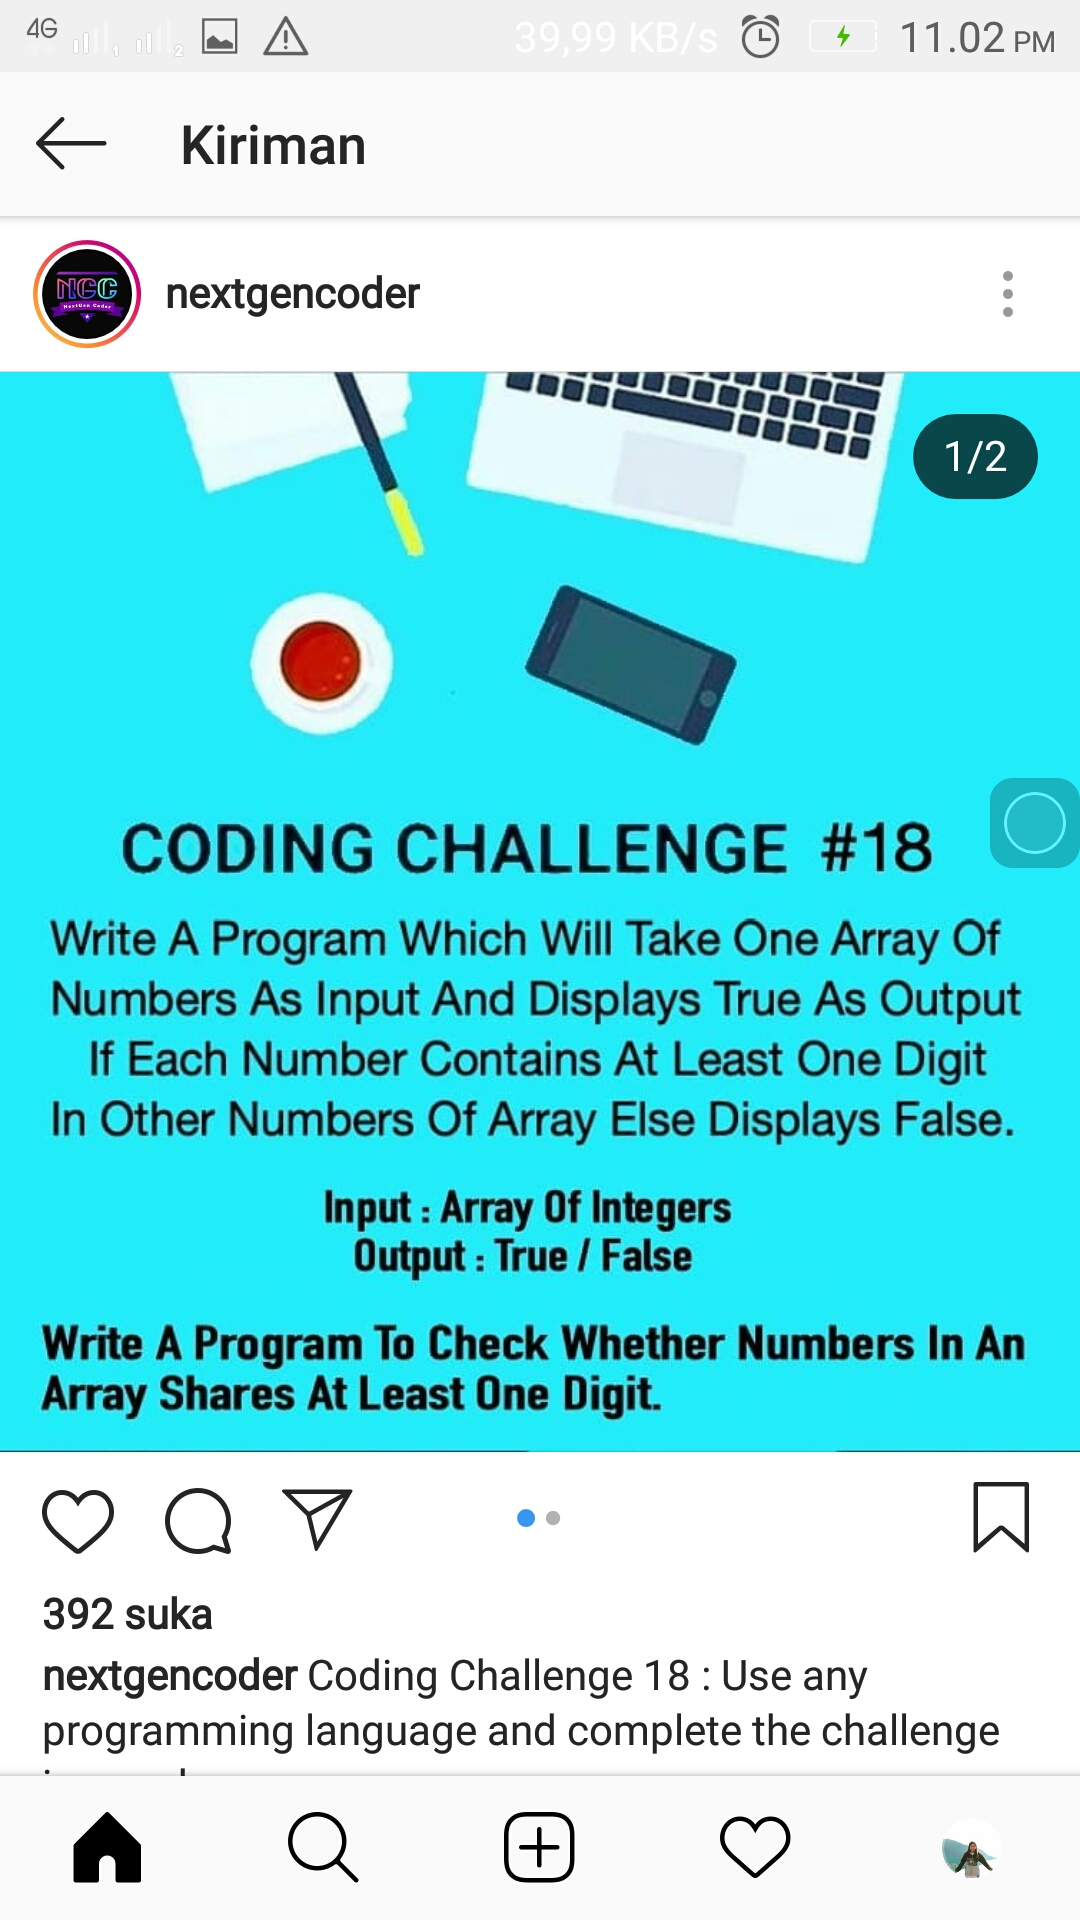 4G 1 2 39,99 KB/s 11.02 PM
Kiriman
NGC
NextGen Coder
nextgencoder
1/2
CODING CHALLENGE #18
Write A Program Which Will Take One Array Of
Numbers As Input And Displays True As Output
If Each Number Contains At Least One Digit
In Other Numbers Of Array Else Displays False.
Input : Array Of Integers
Output : True / False
Write A Program To Check Whether Numbers In An
Array Shares At Least One Digit.
392 suka
nextgencoder Coding Challenge 18 : Use any
programming language and complete the challenge